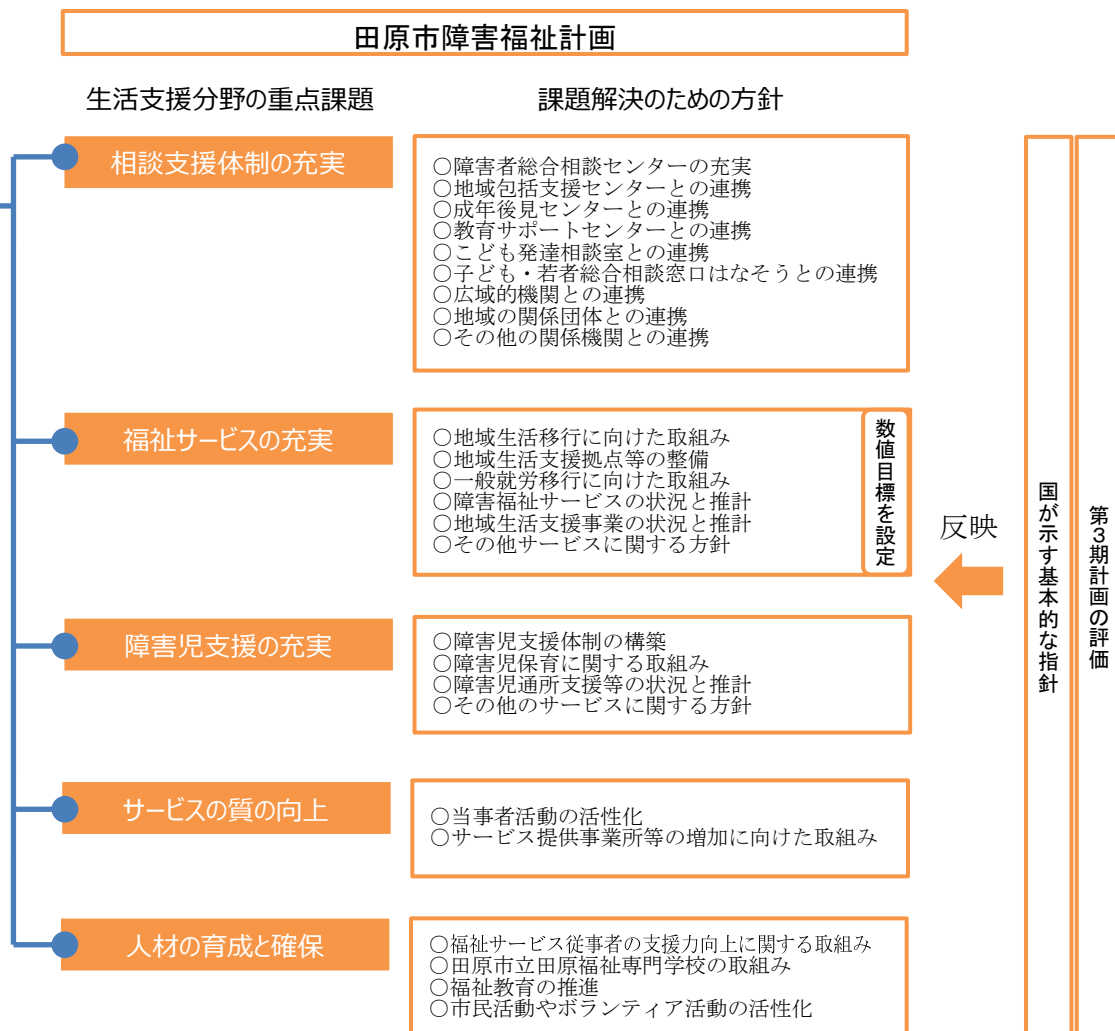 田原市障害福祉計画
生活支援分野の重点課題
課題解決のための方針
相談支援体制の充実
○障害者総合相談センターの充実
○地域包括支援センターとの連携
○成年後見センターとの連携
○教育サポートセンターとの連携
○こども発達相談室との連携
○子ども・若者総合相談窓口はなそうとの連携
○広域的機関との連携
○地域の関係団体との連携
○その他の関係機関との連携
福祉サービスの充実
○地域生活移行に向けた取組み
○地域生活支援拠点等の整備
○一般就労移行に向けた取組み
○障害福祉サービスの状況と推計
○地域生活支援事業の状況と推計
○その他サービスに関する方針
数値目標を設定
障害児支援の充実
○障害児支援体制の構築
○障害児保育に関する取組み
○障害児通所支援等の状況と推計
○その他のサービスに関する方針
サービスの質の向上
○当事者活動の活性化
○サービス提供事業所等の増加に向けた取組み
人材の育成と確保
○福祉サービス従事者の支援力向上に関する取組み
○田原市立田原福祉専門学校の取組み
○福祉教育の推進
○市民活動やボランティア活動の活性化
反映
国が示す基本的な指針
第3期計画の評価